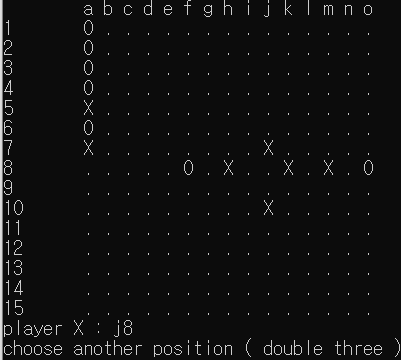 a b c d e f g h i j k l m n o
1 O . . . . . . . . . . . . . .
2 O . . . . . . . . . . . . . .
3 O . . . . . . . . . . . . . .
4 O . . . . . . . . . . . . . .
5 X . . . . . . . . . . . . . .
6 O . . . . . . . . . . . . . .
7 X . . . . . . . . X . . . . .
8 . . . . . O . X . . X . X . O
9 . . . . . . . . . . . . . . .
10 . . . . . . . . . X . . . . .
11 . . . . . . . . . . . . . . .
12 . . . . . . . . . . . . . . .
13 . . . . . . . . . . . . . . .
14 . . . . . . . . . . . . . . .
15 . . . . . . . . . . . . . . .
player X : j8
choose another position ( double three )